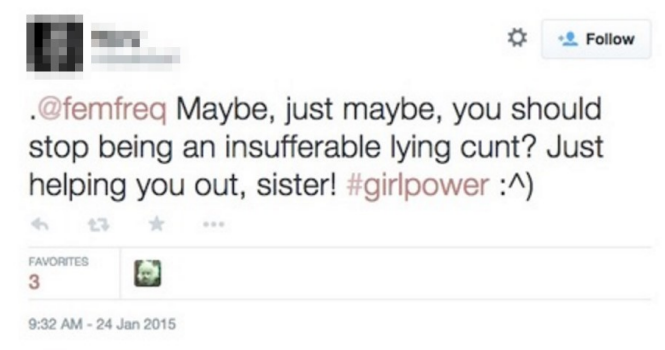 Follow
.@femfreq Maybe, just maybe, you should
stop being an insufferable lying cunt? Just
helping you out, sister! #girlpower :^)
FAVORITES
3
9:32 AM - 24 Jan 2015